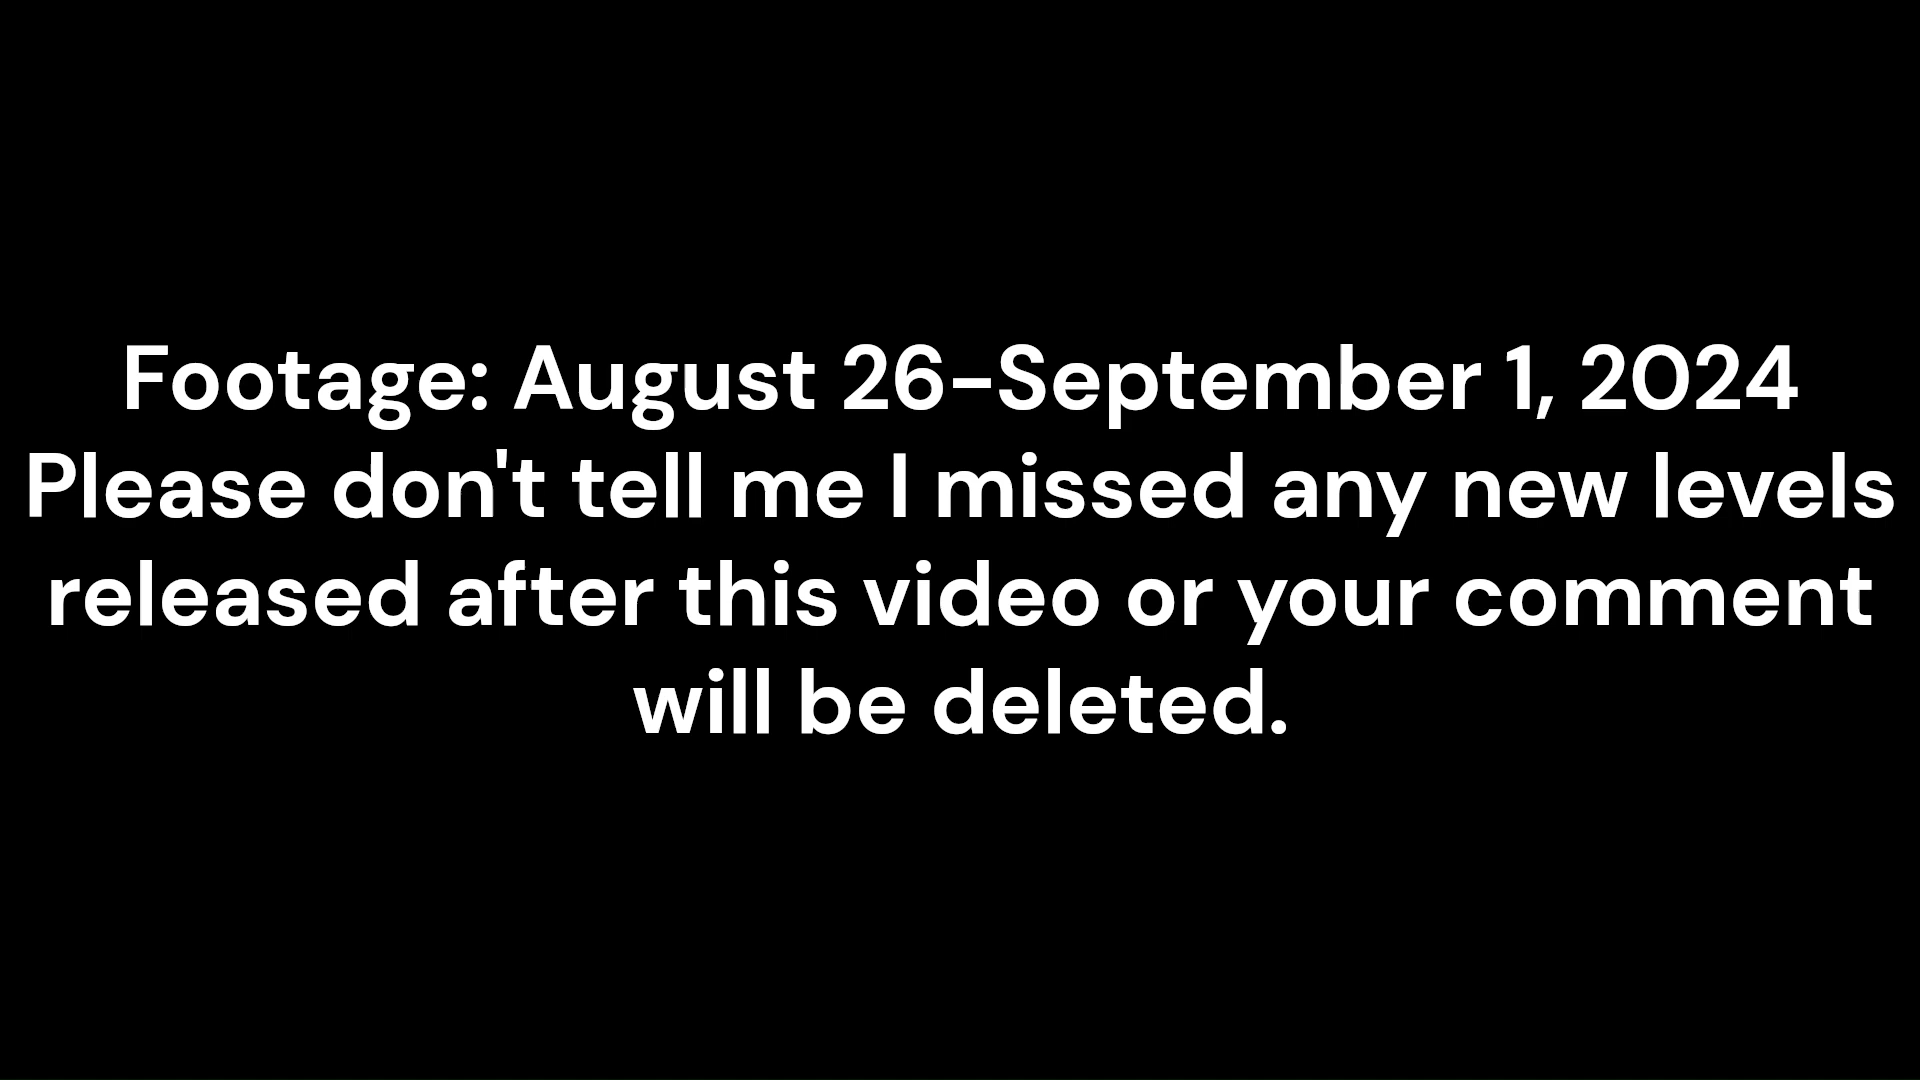 Footage: August 26-September 1, 2024
Please don't tell me I missed any new levels
released after this video or your comment
will be deleted.